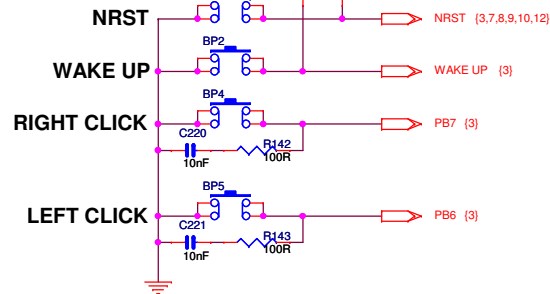 NRST
NRST {3,7,8,9,10,12}
BP2
WAKE UP
WAKE UP {3}
BP4
RIGHT CLICK
PB7 {3}
C220
R142
10nF
100R
BP5
LEFT CLICK
PB6 {3}
C221
R143
10nF
100R